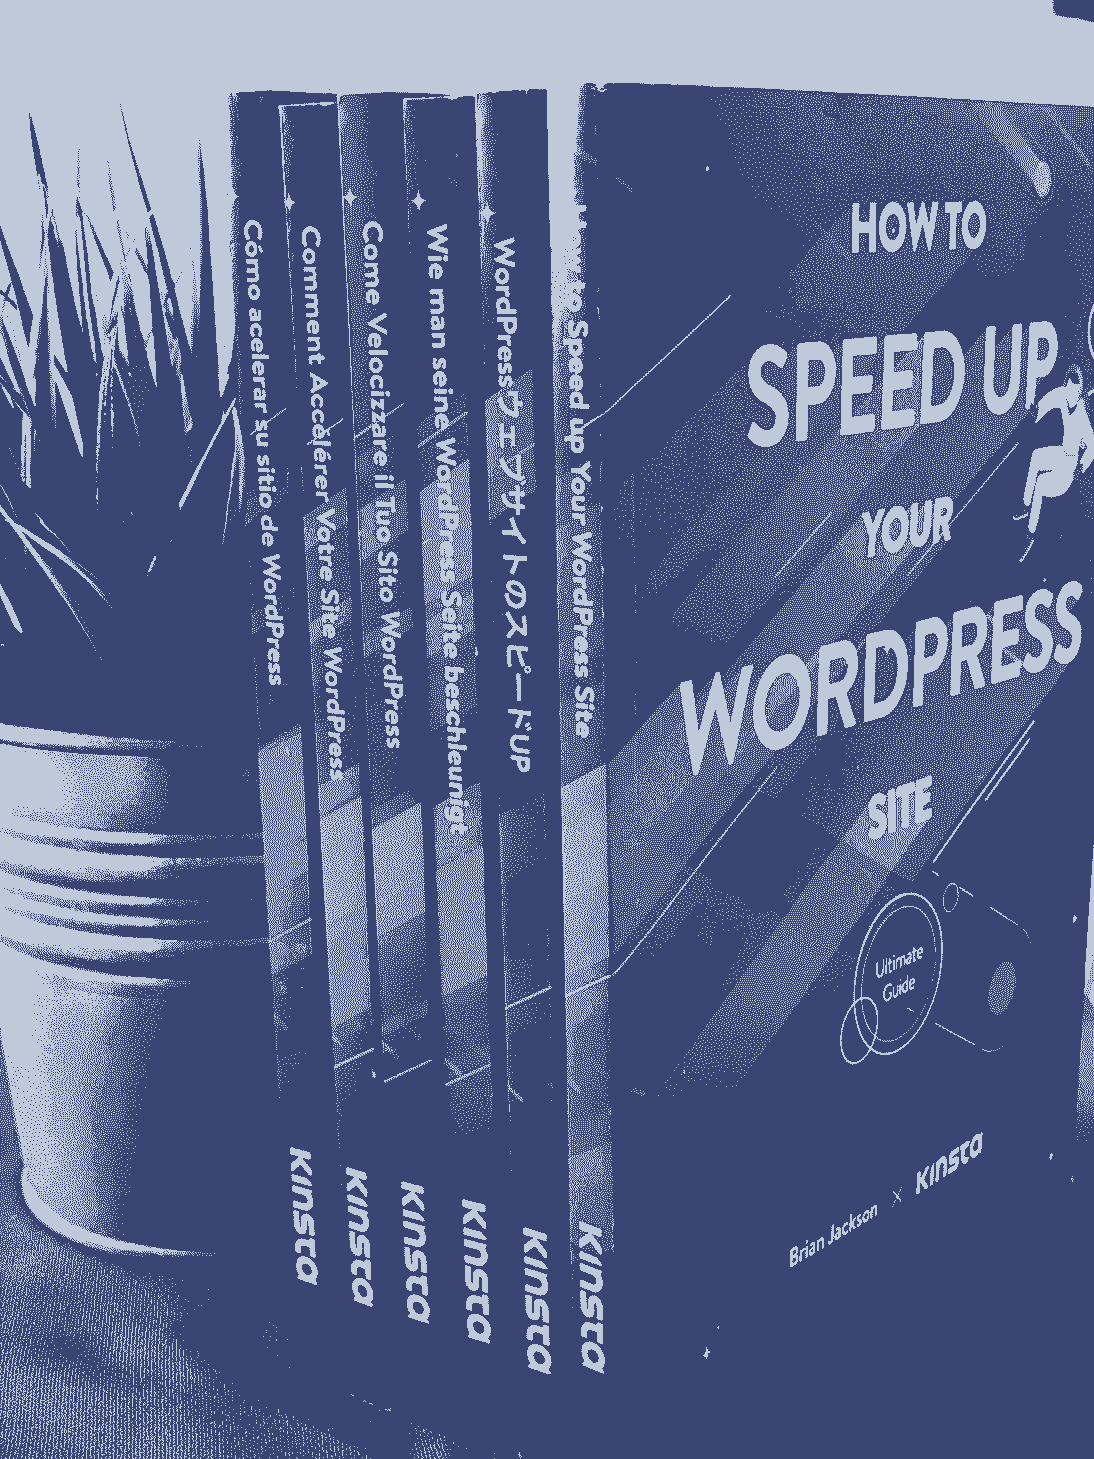 Cómo acelerar su sitio de WordPress
KINSTA
Comment Accélérer Votre Site WordPress
KINSTA
Come Velocizzare il Tuo Sito WordPress
KINSTA
Wie man seine WordPress Seite beschleunigt
KINSTA
WordPressウェブサイトのスピードUP
KINSTA
How to Speed up Your WordPress Site
KINSTA
HOW TO
SPEED UP
YOUR
WORDPRESS
SITE
Ultimate
Guide
Brian Jackson x KINSTA